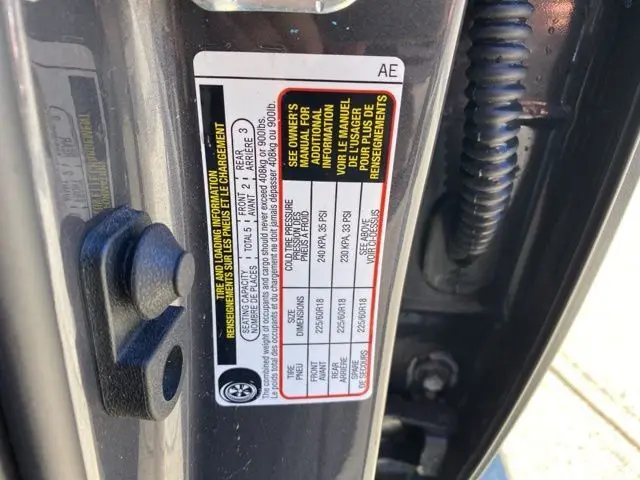 AE
TIRE AND LOADING INFORMATION
RENSEIGNEMENTS SUR LES PNEUS ET LE CHARGEMENT
SEATING CAPACITY TOTAL 5 FRONT 2 REAR 3
NOMBRE DE PLACES AVANT ARRIÈRE
The combined weight of occupants and cargo should never exceed 408kg or 900lbs.
Le poids total des occupants et du chargement ne doit jamais dépasser 408kg ou 900lb.
TIRE SIZE COLD TIRE PRESSURE
PNEU DIMENSIONS PRESSION DES
PNEUS À FROID
FRONT 225/60R18 240 KPA, 35 PSI
AVANT
REAR 225/60R18 230 KPA, 33 PSI
ARRIÈRE
SPARE 225/60R18 SEE ABOVE
DE SECOURS VOIR CI-DESSUS
SEE OWNER'S
MANUAL FOR
ADDITIONAL
INFORMATION
VOIR LE MANUEL
DE L'USAGER
POUR PLUS DE
RENSEIGNEMENTS